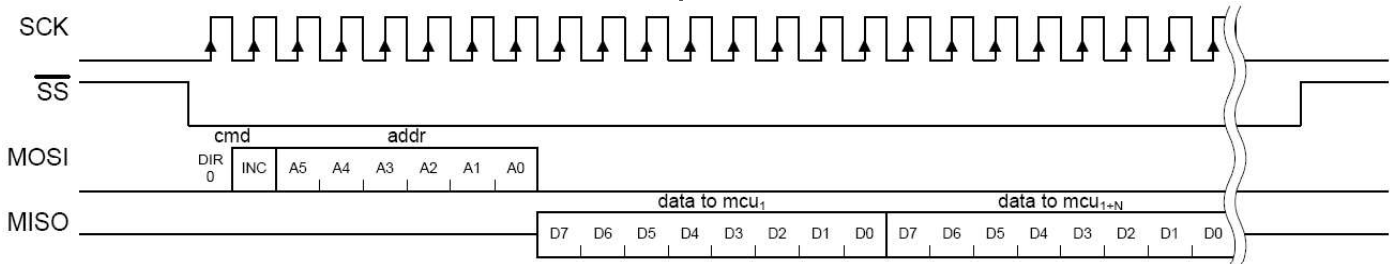 SCK
SS
cmd addr
MOSI DIR 0 INC A5 A4 A3 A2 A1 A0
data to mcu1 data to mcu1+N
MISO D7 D6 D5 D4 D3 D2 D1 D0 D7 D6 D5 D4 D3 D2 D1 D0